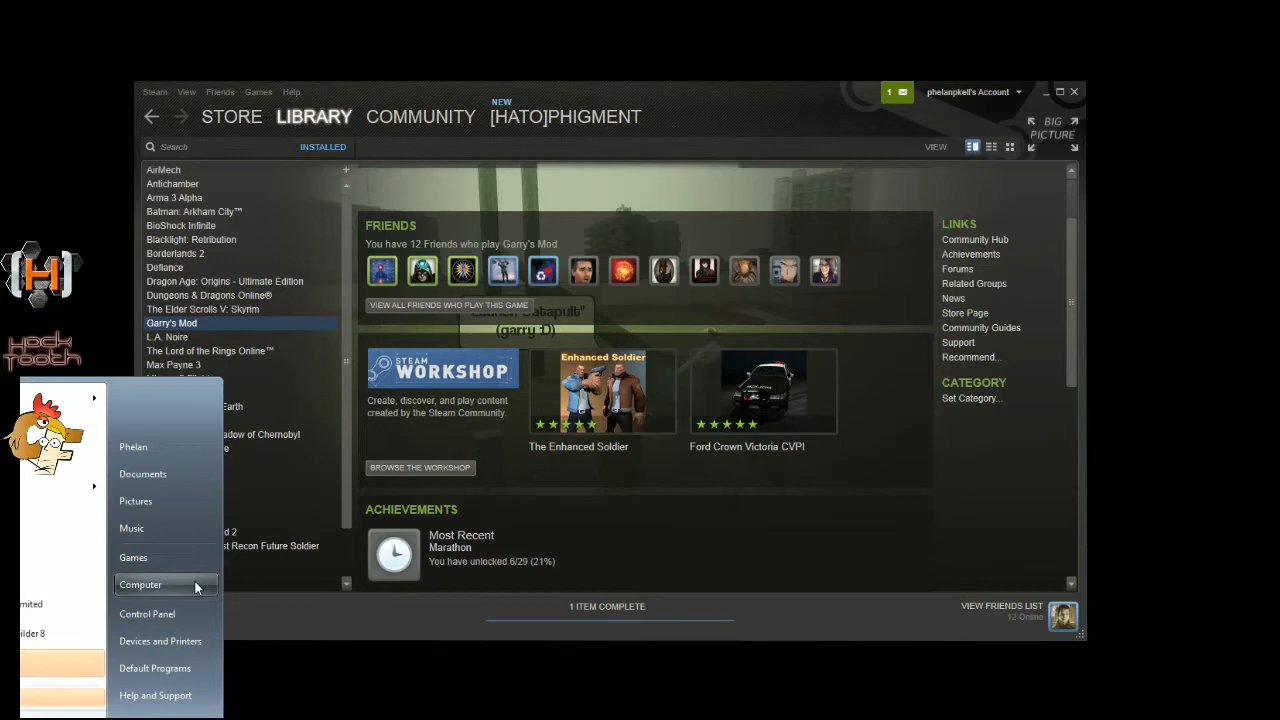 Steam View Friends Games Help
1
phelanpkell's Account
STORE LIBRARY COMMUNITY
NEW
[HATO]PHIGMENT
BIG
PICTURE
Search
INSTALLED
VIEW
AirMech
Antichamber
Arma 3 Alpha
Batman: Arkham City™
BioShock Infinite
Blacklight: Retribution
Borderlands 2
Defiance
Dragon Age: Origins - Ultimate Edition
Dungeons & Dragons Online®
The Elder Scrolls V: Skyrim
Garry's Mod
L.A. Noire
The Lord of the Rings Online™
Max Payne 3
Earth
adow of Chernobyl
e
d 2
st Recon Future Soldier
FRIENDS
You have 12 Friends who play Garry's Mod
VIEW ALL FRIENDS WHO PLAY THIS GAME
Catapult"
(garry :D)
STEAM
WORKSHOP
Create, discover, and play content
created by the Steam Community.
BROWSE THE WORKSHOP
Enhanced Soldier
The Enhanced Soldier
Ford Crown Victoria CVPI
ACHIEVEMENTS
Most Recent
Marathon
You have unlocked 6/29 (21%)
LINKS
Community Hub
Achievements
Forums
Related Groups
News
Store Page
Community Guides
Support
Recommend...
CATEGORY
Set Category...
1 ITEM COMPLETE
VIEW FRIENDS LIST
12 Online
H
Hock
Tooth
Phelan
Documents
Pictures
Music
Games
Computer
Control Panel
Devices and Printers
Default Programs
Help and Support
mited
ilder 8